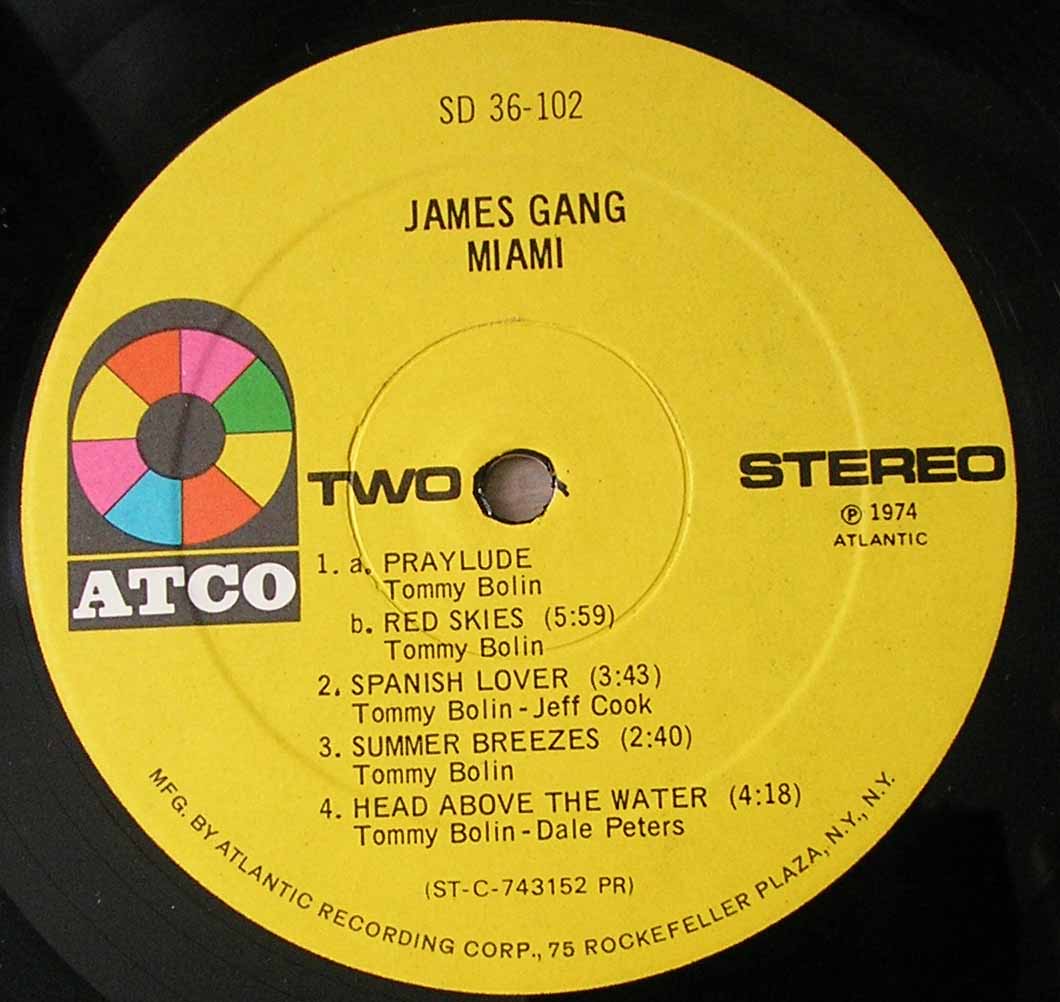 SD 36-102
JAMES GANG
MIAMI
ATCO
TWO
STEREO
℗ 1974
ATLANTIC
1. a. PRAYLUDE
Tommy Bolin
b. RED SKIES (5:59)
Tommy Bolin
2. SPANISH LOVER (3:43)
Tommy Bolin-Jeff Cook
3. SUMMER BREEZES (2:40)
Tommy Bolin
4. HEAD ABOVE THE WATER (4:18)
Tommy Bolin-Dale Peters
(ST-C-743152 PR)
MFG. BY ATLANTIC RECORDING CORP., 75 ROCKEFELLER PLAZA, N.Y., N.Y.